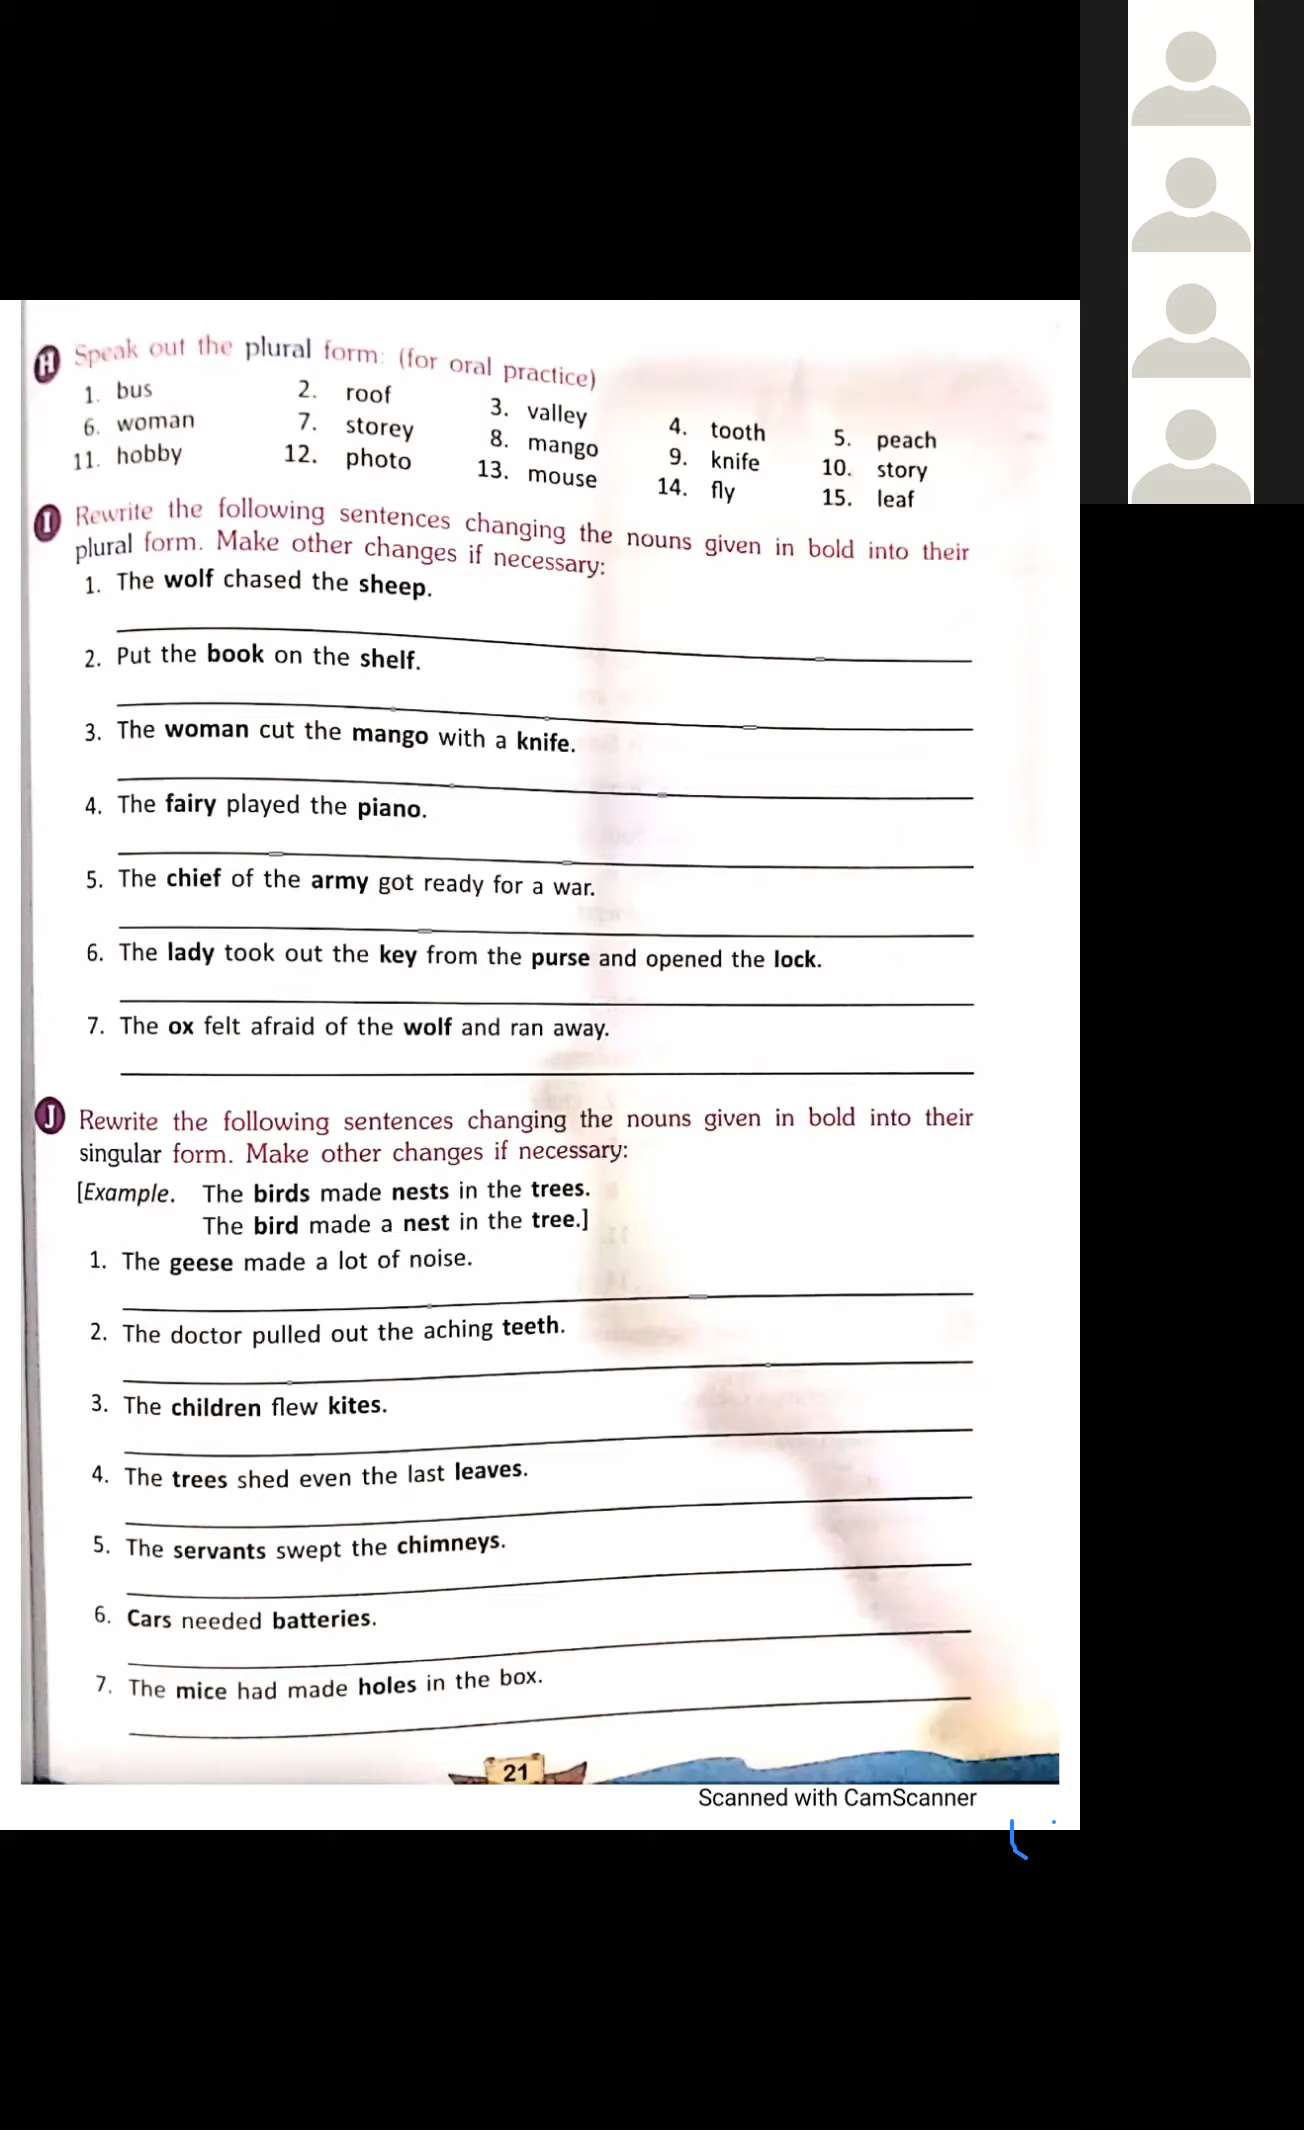 H Speak out the plural form: (for oral practice)
1. bus 2. roof 3. valley 4. tooth 5. peach
6. woman 7. storey 8. mango 9. knife 10. story
11. hobby 12. photo 13. mouse 14. fly 15. leaf
I Rewrite the following sentences changing the nouns given in bold into their
plural form. Make other changes if necessary:
1. The wolf chased the sheep.
2. Put the book on the shelf.
3. The woman cut the mango with a knife.
4. The fairy played the piano.
5. The chief of the army got ready for a war.
6. The lady took out the key from the purse and opened the lock.
7. The ox felt afraid of the wolf and ran away.
J Rewrite the following sentences changing the nouns given in bold into their
singular form. Make other changes if necessary:
[Example. The birds made nests in the trees.
The bird made a nest in the tree.]
1. The geese made a lot of noise.
2. The doctor pulled out the aching teeth.
3. The children flew kites.
4. The trees shed even the last leaves.
5. The servants swept the chimneys.
6. Cars needed batteries.
7. The mice had made holes in the box.
21
Scanned with CamScanner